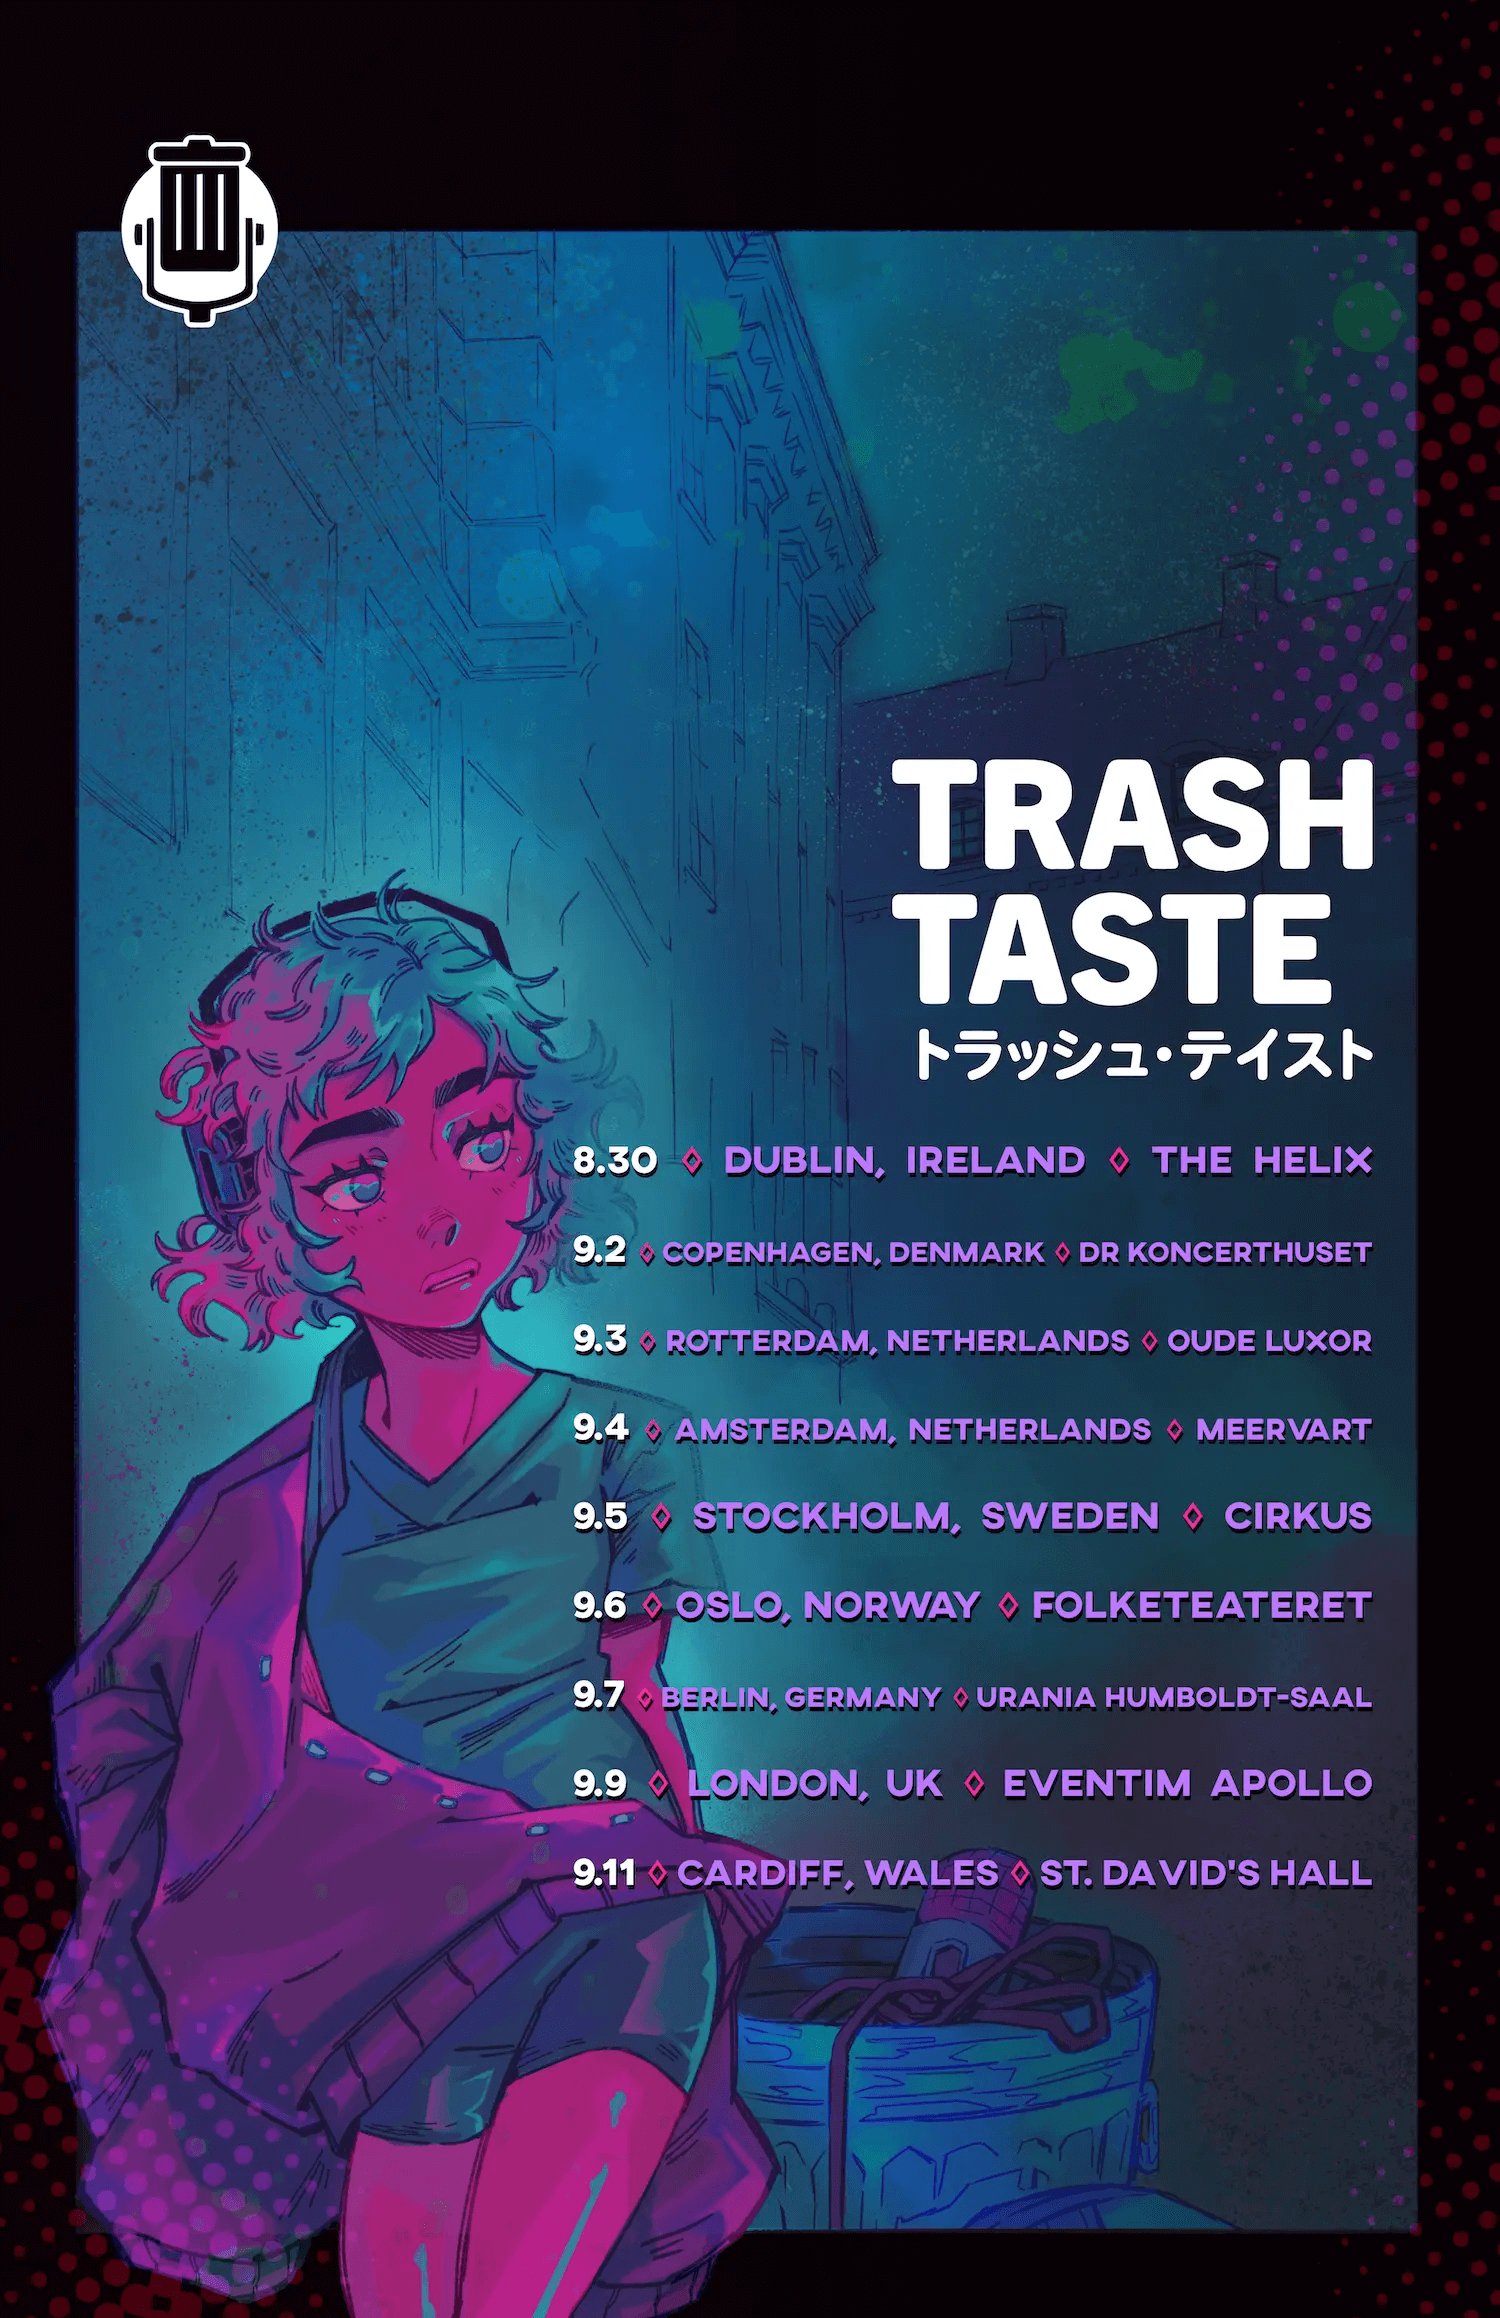 TRASH
TASTE
トラッシュ・テイスト
8.30 ◊ DUBLIN, IRELAND ◊ THE HELIX
9.2 ◊ COPENHAGEN, DENMARK ◊ DR KONCERTHUSET
9.3 ◊ ROTTERDAM, NETHERLANDS ◊ OUDE LUXOR
9.4 ◊ AMSTERDAM, NETHERLANDS ◊ MEERVART
9.5 ◊ STOCKHOLM, SWEDEN ◊ CIRKUS
9.6 ◊ OSLO, NORWAY ◊ FOLKETEATERET
9.7 ◊ BERLIN, GERMANY ◊ URANIA HUMBOLDT-SAAL
9.9 ◊ LONDON, UK ◊ EVENTIM APOLLO
9.11 ◊ CARDIFF, WALES ◊ ST. DAVID'S HALL